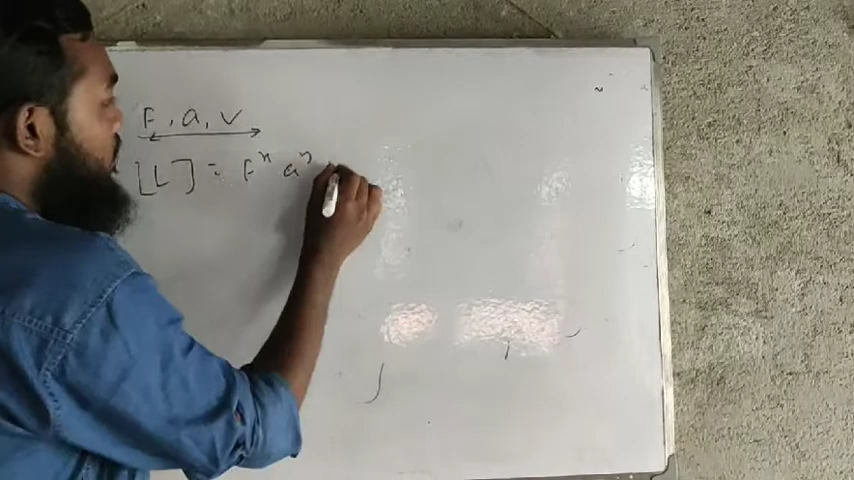 F, a, v
[L] = F^x a^y